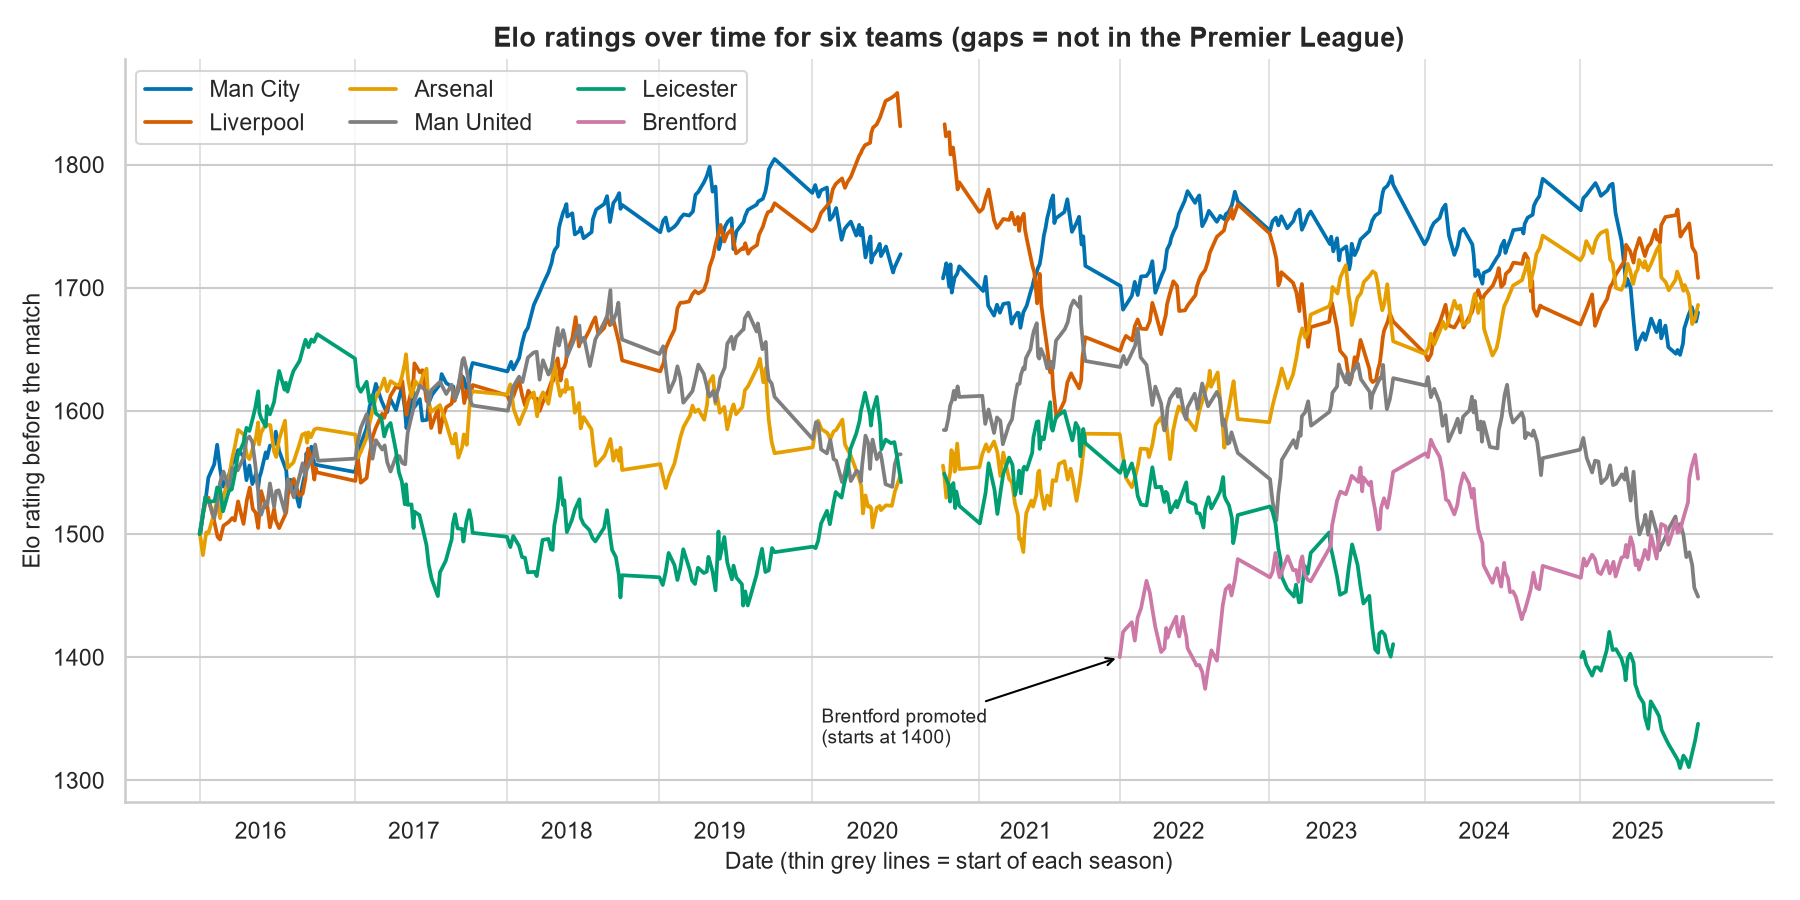 Elo ratings over time for six teams (gaps = not in the Premier League)
Man City
Arsenal
Leicester
Liverpool
Man United
Brentford
Elo rating before the match
1800
1700
1600
1500
1400
1300
Brentford promoted
(starts at 1400)
2016
2017
2018
2019
2020
2021
2022
2023
2024
2025
Date (thin grey lines = start of each season)